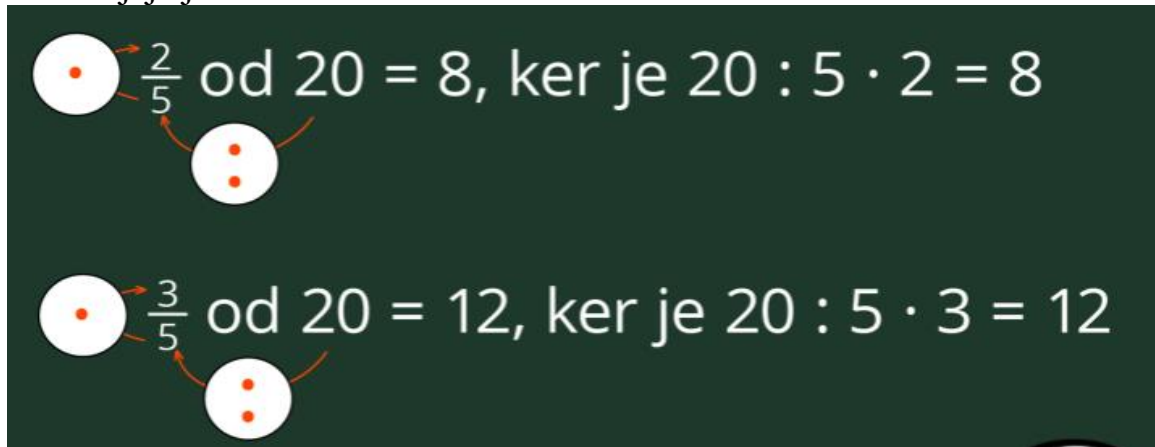 2/5 od 20 = 8, ker je 20 : 5 · 2 = 8
:
3/5 od 20 = 12, ker je 20 : 5 · 3 = 12
: